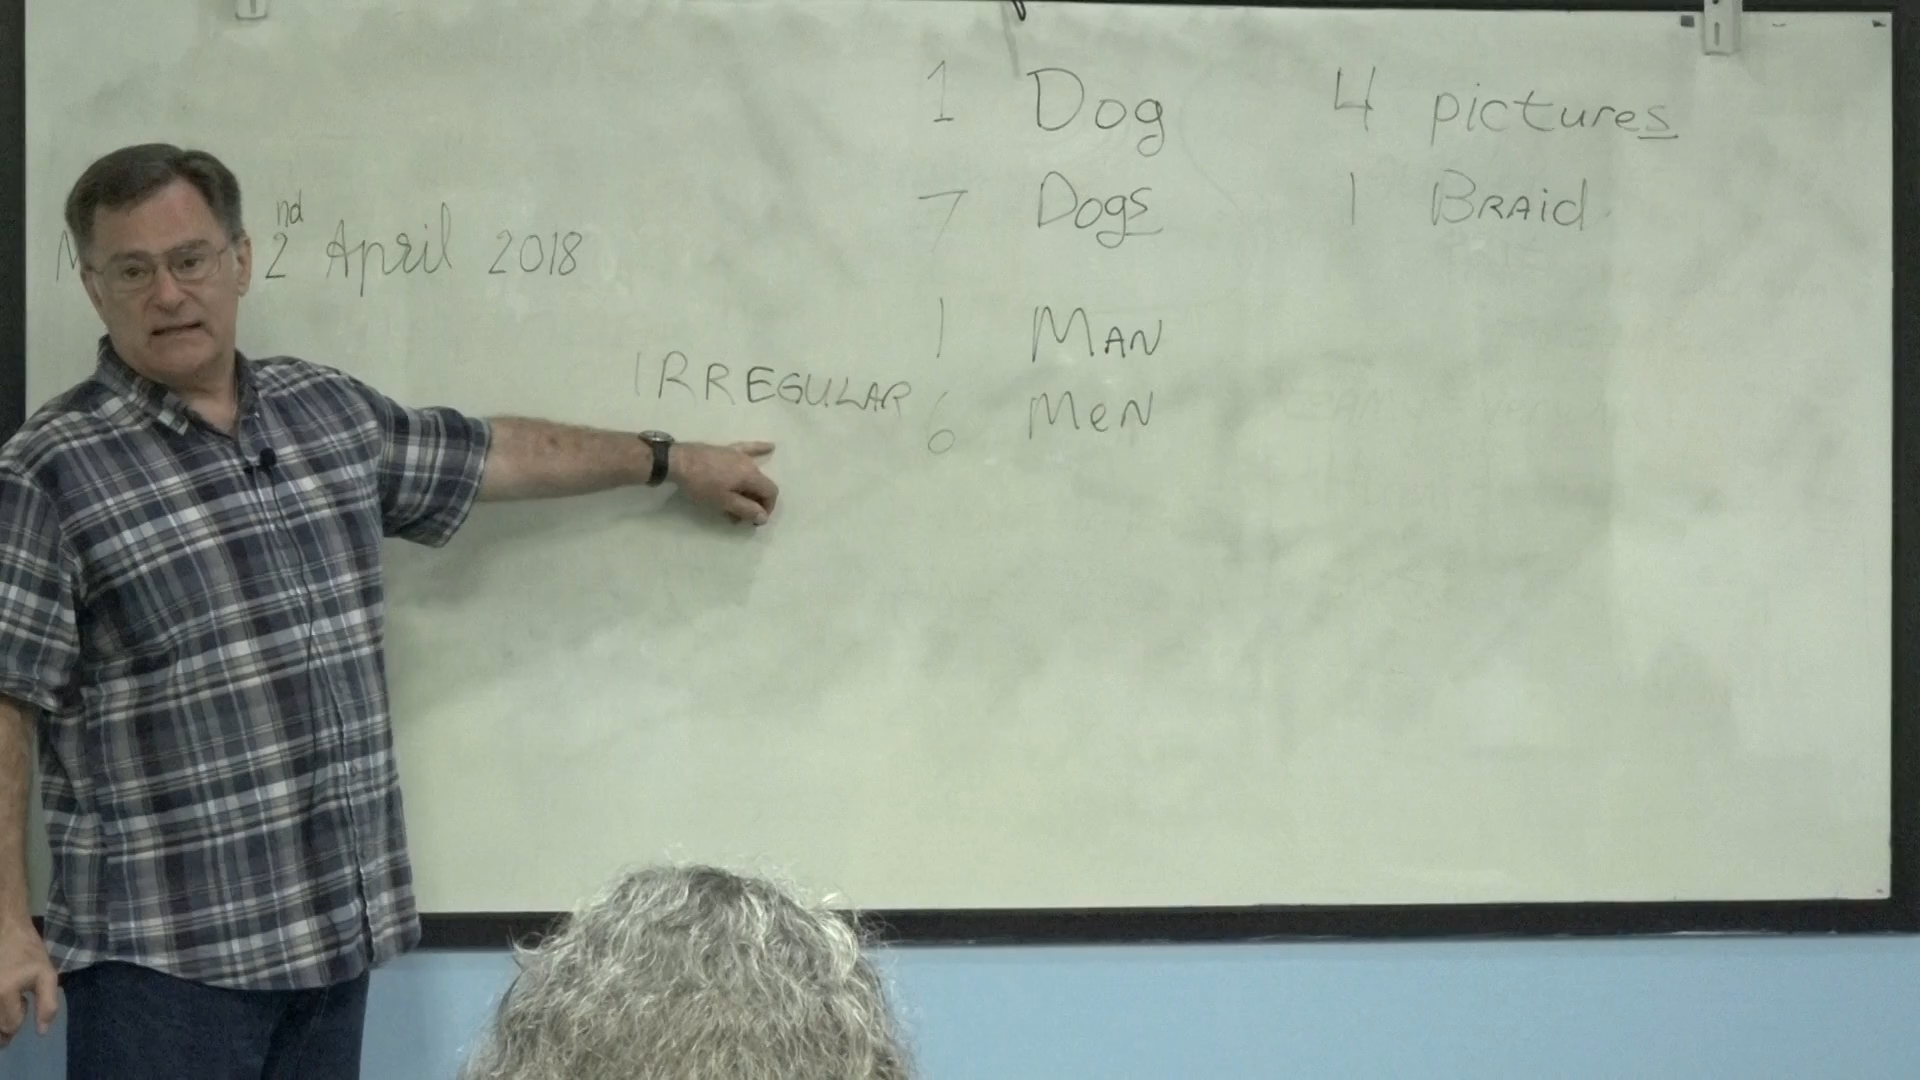 1 Dog
7 Dogs
1 MAN
6 MeN
IRREGULAR
4 pictures
1 BRAid
2nd April 2018